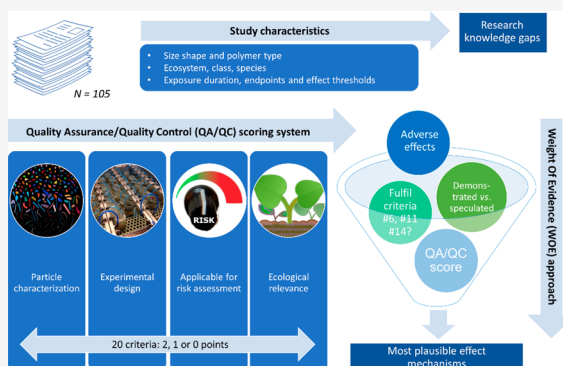 Study characteristics
Research
knowledge gaps
• Size shape and polymer type
• Ecosystem, class, species
• Exposure duration, endpoints and effect thresholds
N = 105
Quality Assurance/Quality Control (QA/QC) scoring system
RISK
Particle
characterization
Experimental
design
Applicable for
risk assessment
Ecological
relevance
20 criteria: 2, 1 or 0 points
Adverse
effects
Fulfil
criteria
#6, #11
#14?
Demons-
trated vs.
speculated
QA/QC
score
Weight Of Evidence (WOE)
approach
Most plausible effect
mechanisms